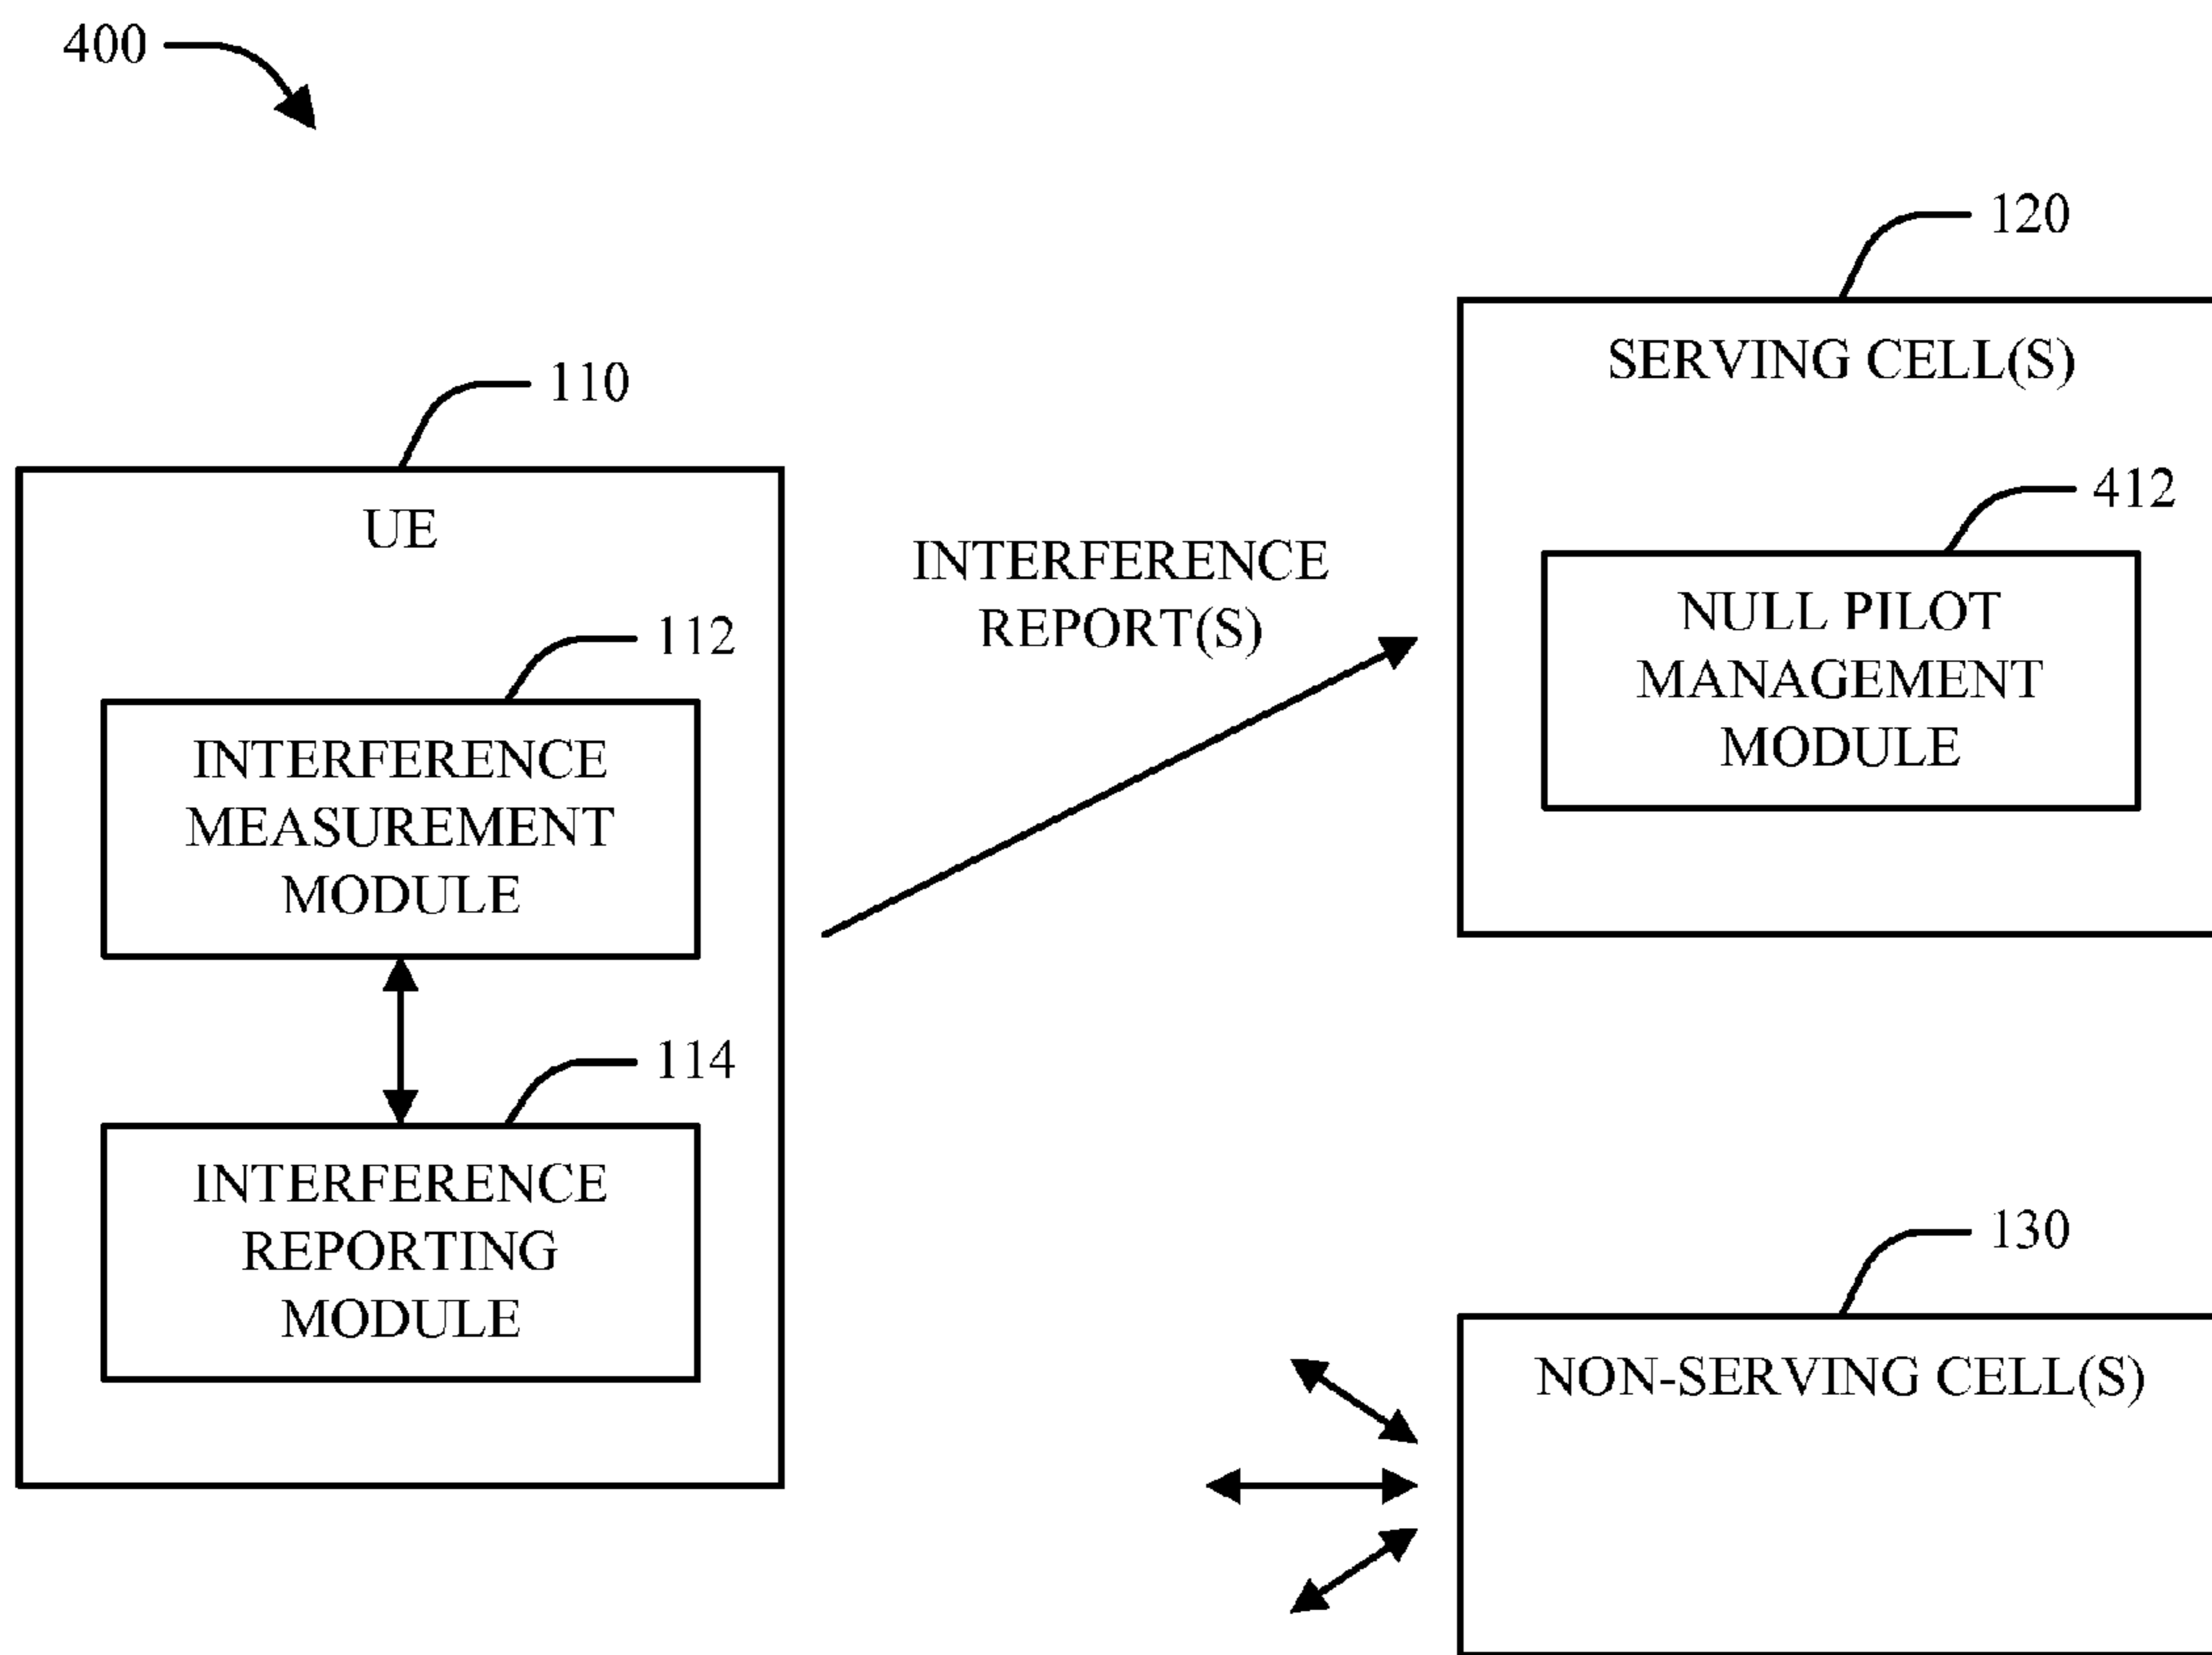 400
120
SERVING CELL(S)
110
412
UE
INTERFERENCE
REPORT(S)
NULL PILOT
MANAGEMENT
MODULE
112
INTERFERENCE
MEASUREMENT
MODULE
114
INTERFERENCE
REPORTING
MODULE
130
NON-SERVING CELL(S)